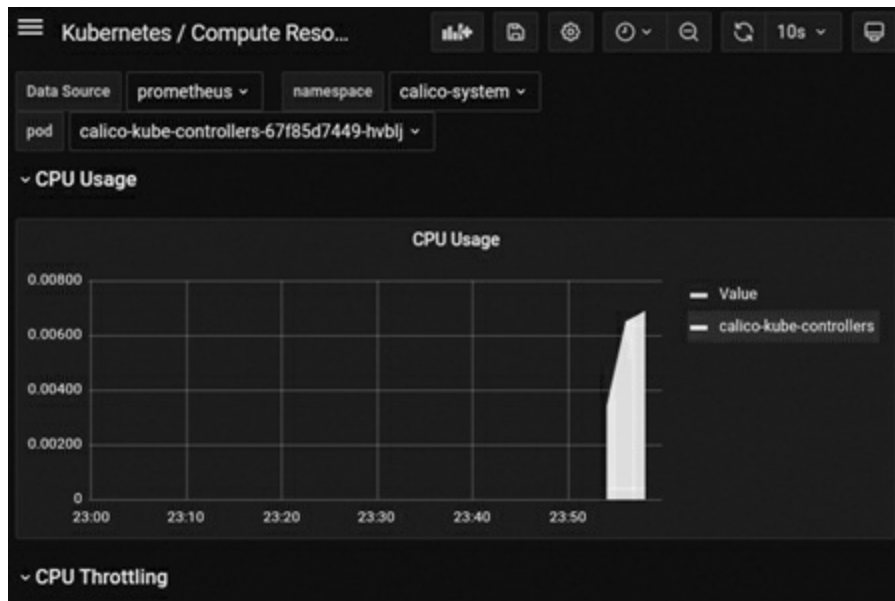 Kubernetes / Compute Reso...
10s
Data Source prometheus namespace calico-system
pod calico-kube-controllers-67f85d7449-hvblj
CPU Usage
CPU Usage
0.00800
0.00600
0.00400
0.00200
0
23:00 23:10 23:20 23:30 23:40 23:50
Value
calico-kube-controllers
CPU Throttling